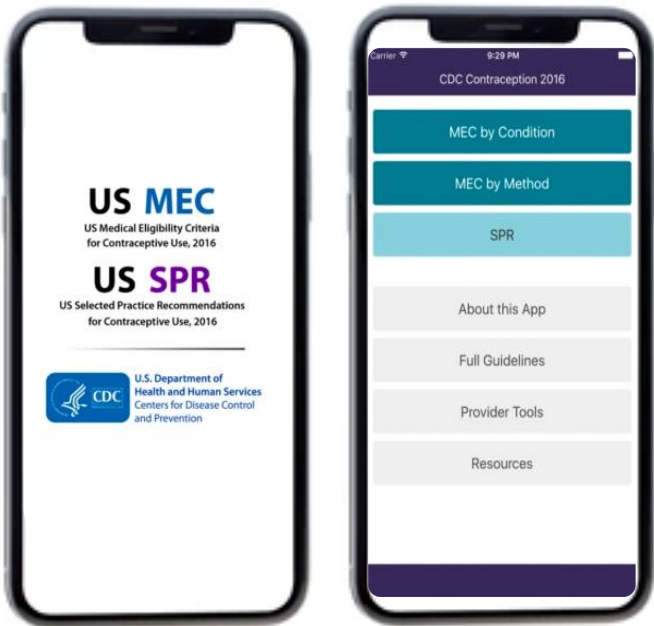 US MEC
US Medical Eligibility Criteria
for Contraceptive Use, 2016
US SPR
US Selected Practice Recommendations
for Contraceptive Use, 2016
CDC
U.S. Department of
Health and Human Services
Centers for Disease Control
and Prevention
Carrier 9:29 PM
CDC Contraception 2016
MEC by Condition
MEC by Method
SPR
About this App
Full Guidelines
Provider Tools
Resources